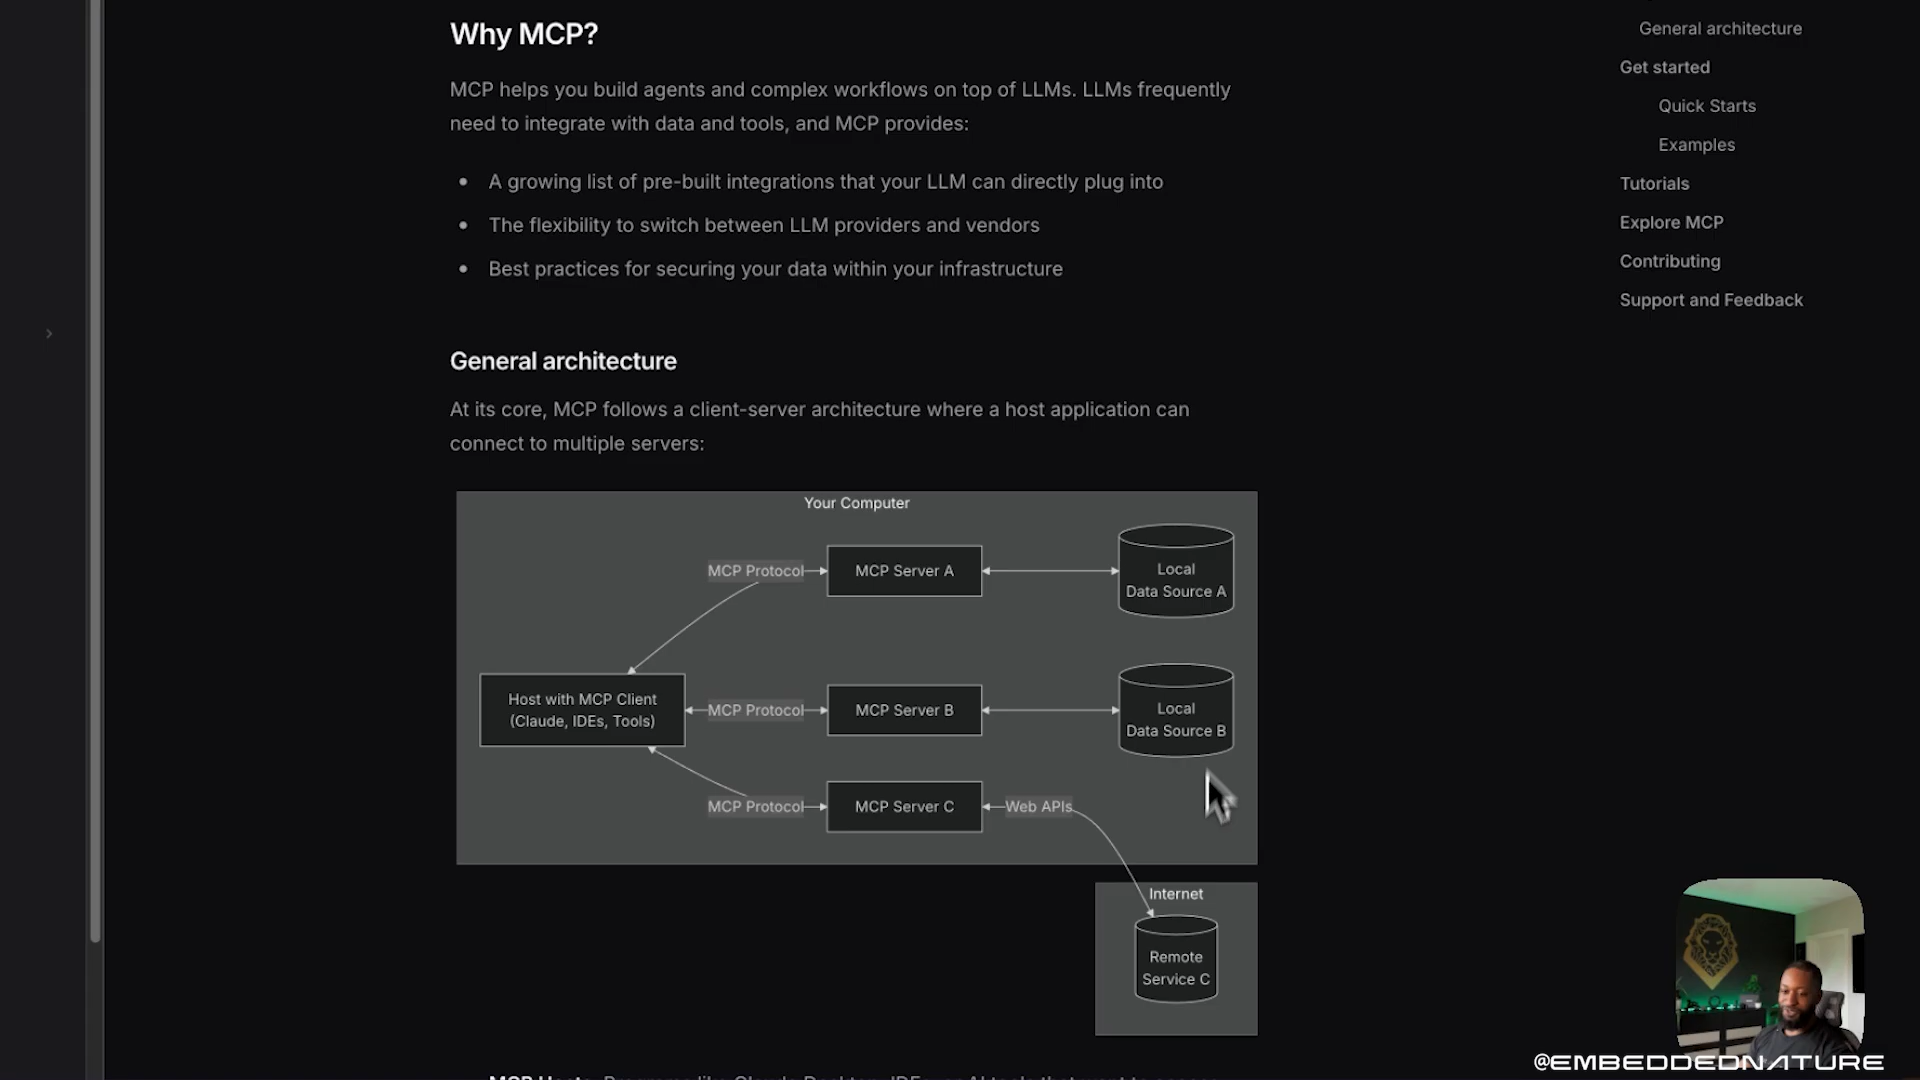 Why MCP?
MCP helps you build agents and complex workflows on top of LLMs. LLMs frequently
need to integrate with data and tools, and MCP provides:
A growing list of pre-built integrations that your LLM can directly plug into
The flexibility to switch between LLM providers and vendors
Best practices for securing your data within your infrastructure
General architecture
At its core, MCP follows a client-server architecture where a host application can
connect to multiple servers:
Your Computer
MCP Protocol
MCP Server A
Local
Data Source A
Host with MCP Client
(Claude, IDEs, Tools)
MCP Protocol
MCP Server B
Local
Data Source B
MCP Protocol
MCP Server C
Web APIs
Internet
Remote
Service C
General architecture
Get started
Quick Starts
Examples
Tutorials
Explore MCP
Contributing
Support and Feedback
@EMBEDDEDNATURE